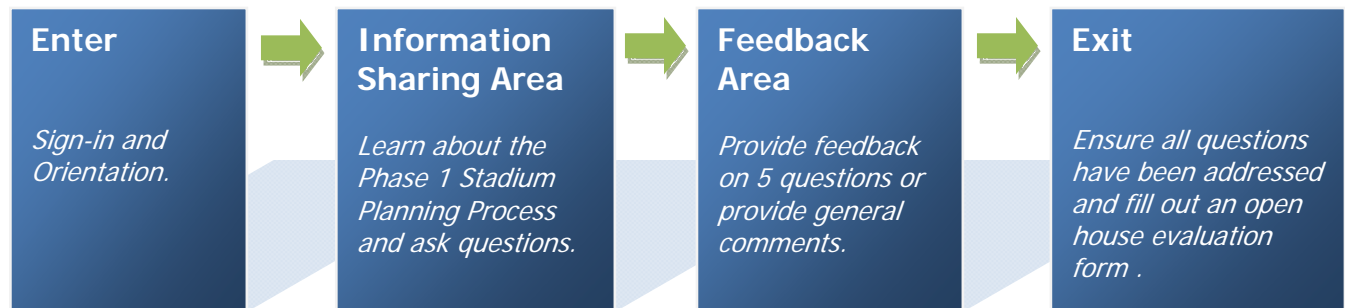 Enter
Sign-in and
Orientation.
Information
Sharing Area
Learn about the
Phase 1 Stadium
Planning Process
and ask questions.
Feedback
Area
Provide feedback
on 5 questions or
provide general
comments.
Exit
Ensure all questions
have been addressed
and fill out an open
house evaluation
form .